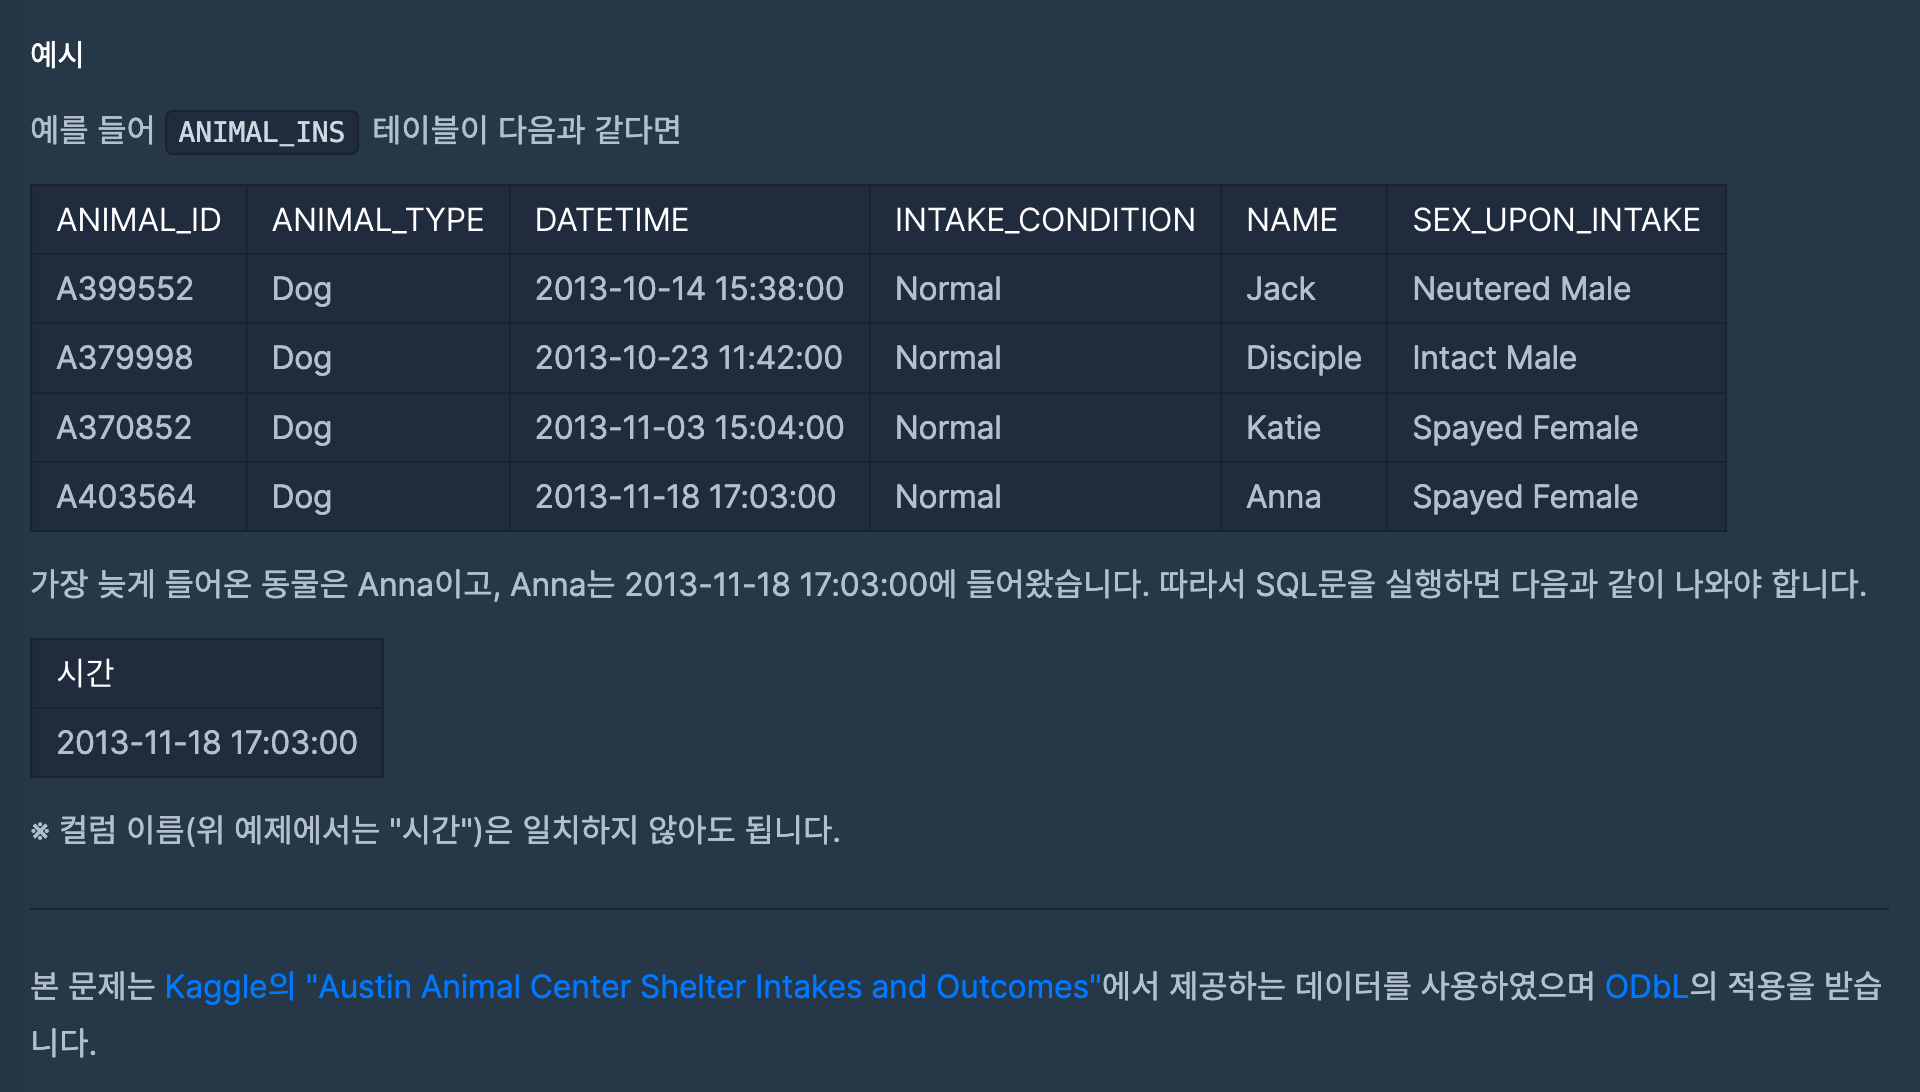 예시
예를 들어 ANIMAL_INS 테이블이 다음과 같다면
ANIMAL_ID ANIMAL_TYPE DATETIME INTAKE_CONDITION NAME SEX_UPON_INTAKE
A399552 Dog 2013-10-14 15:38:00 Normal Jack Neutered Male
A379998 Dog 2013-10-23 11:42:00 Normal Disciple Intact Male
A370852 Dog 2013-11-03 15:04:00 Normal Katie Spayed Female
A403564 Dog 2013-11-18 17:03:00 Normal Anna Spayed Female
가장 늦게 들어온 동물은 Anna이고, Anna는 2013-11-18 17:03:00에 들어왔습니다. 따라서 SQL문을 실행하면 다음과 같이 나와야 합니다.
시간
2013-11-18 17:03:00
※ 컬럼 이름(위 예제에서는 "시간")은 일치하지 않아도 됩니다.
본 문제는 Kaggle의 "Austin Animal Center Shelter Intakes and Outcomes"에서 제공하는 데이터를 사용하였으며 ODbL의 적용을 받습
니다.